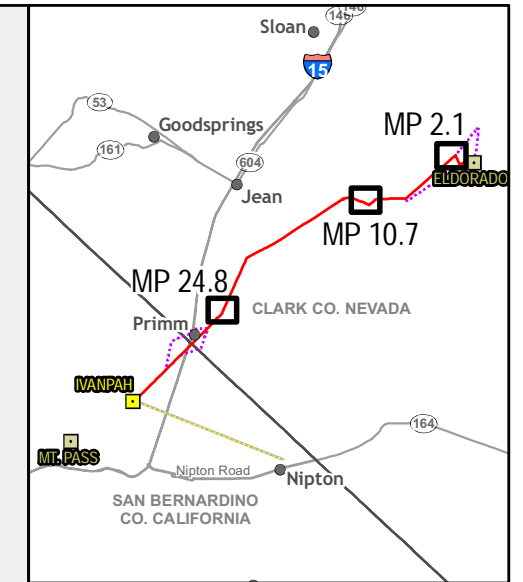 146
146
Sloan
15
53
Goodsprings
MP 2.1
161
604
ELDORADO
Jean
MP 10.7
MP 24.8
CLARK CO. NEVADA
Primm
IVANPAH
164
MT. PASS
Nipton Road
Nipton
SAN BERNARDINO
CO. CALIFORNIA